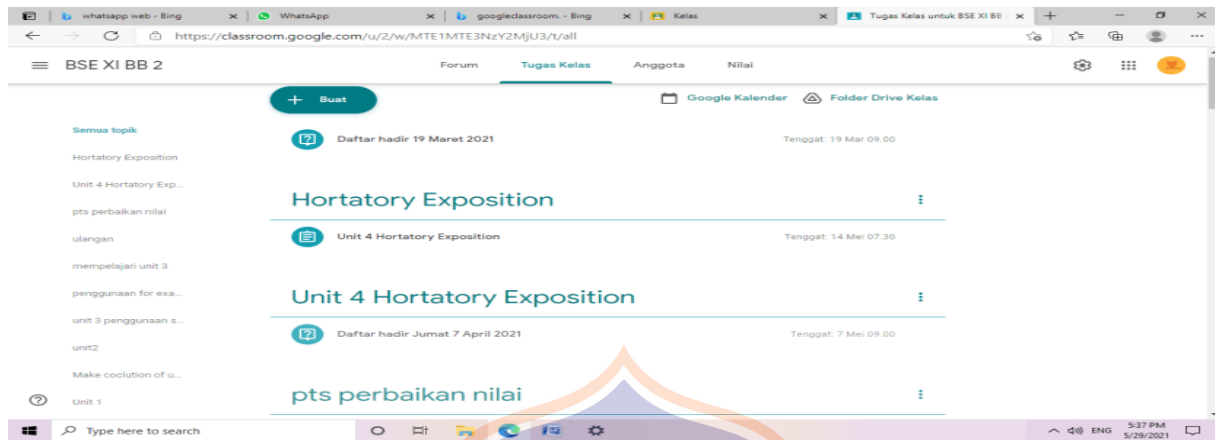 whatsapp web - Bing
WhatsApp
googleclassroom. - Bing
Kelas
Tugas Kelas untuk BSE XI BB
https://classroom.google.com/u/2/w/MTE1MTE3NzY2MjU3/t/all
BSE XI BB 2
Forum
Tugas Kelas
Anggota
Nilai
Buat
Google Kalender
Folder Drive Kelas
Semua topik
Hortatory Exposition
Unit 4 Hortatory Exp...
pts perbaikan nilai
ulangan
mempelajari unit 3
penggunaan for exa...
unit 3 penggunaan s...
unit2
Make coclution of u...
Unit 1
Daftar hadir 19 Maret 2021
Tenggat: 19 Mar 09.00
Hortatory Exposition
Unit 4 Hortatory Exposition
Tenggat: 14 Mei 07.30
Unit 4 Hortatory Exposition
Daftar hadir Jumat 7 April 2021
Tenggat: 7 Mei 09.00
pts perbaikan nilai
Type here to search
ENG
5:37 PM
5/29/2021